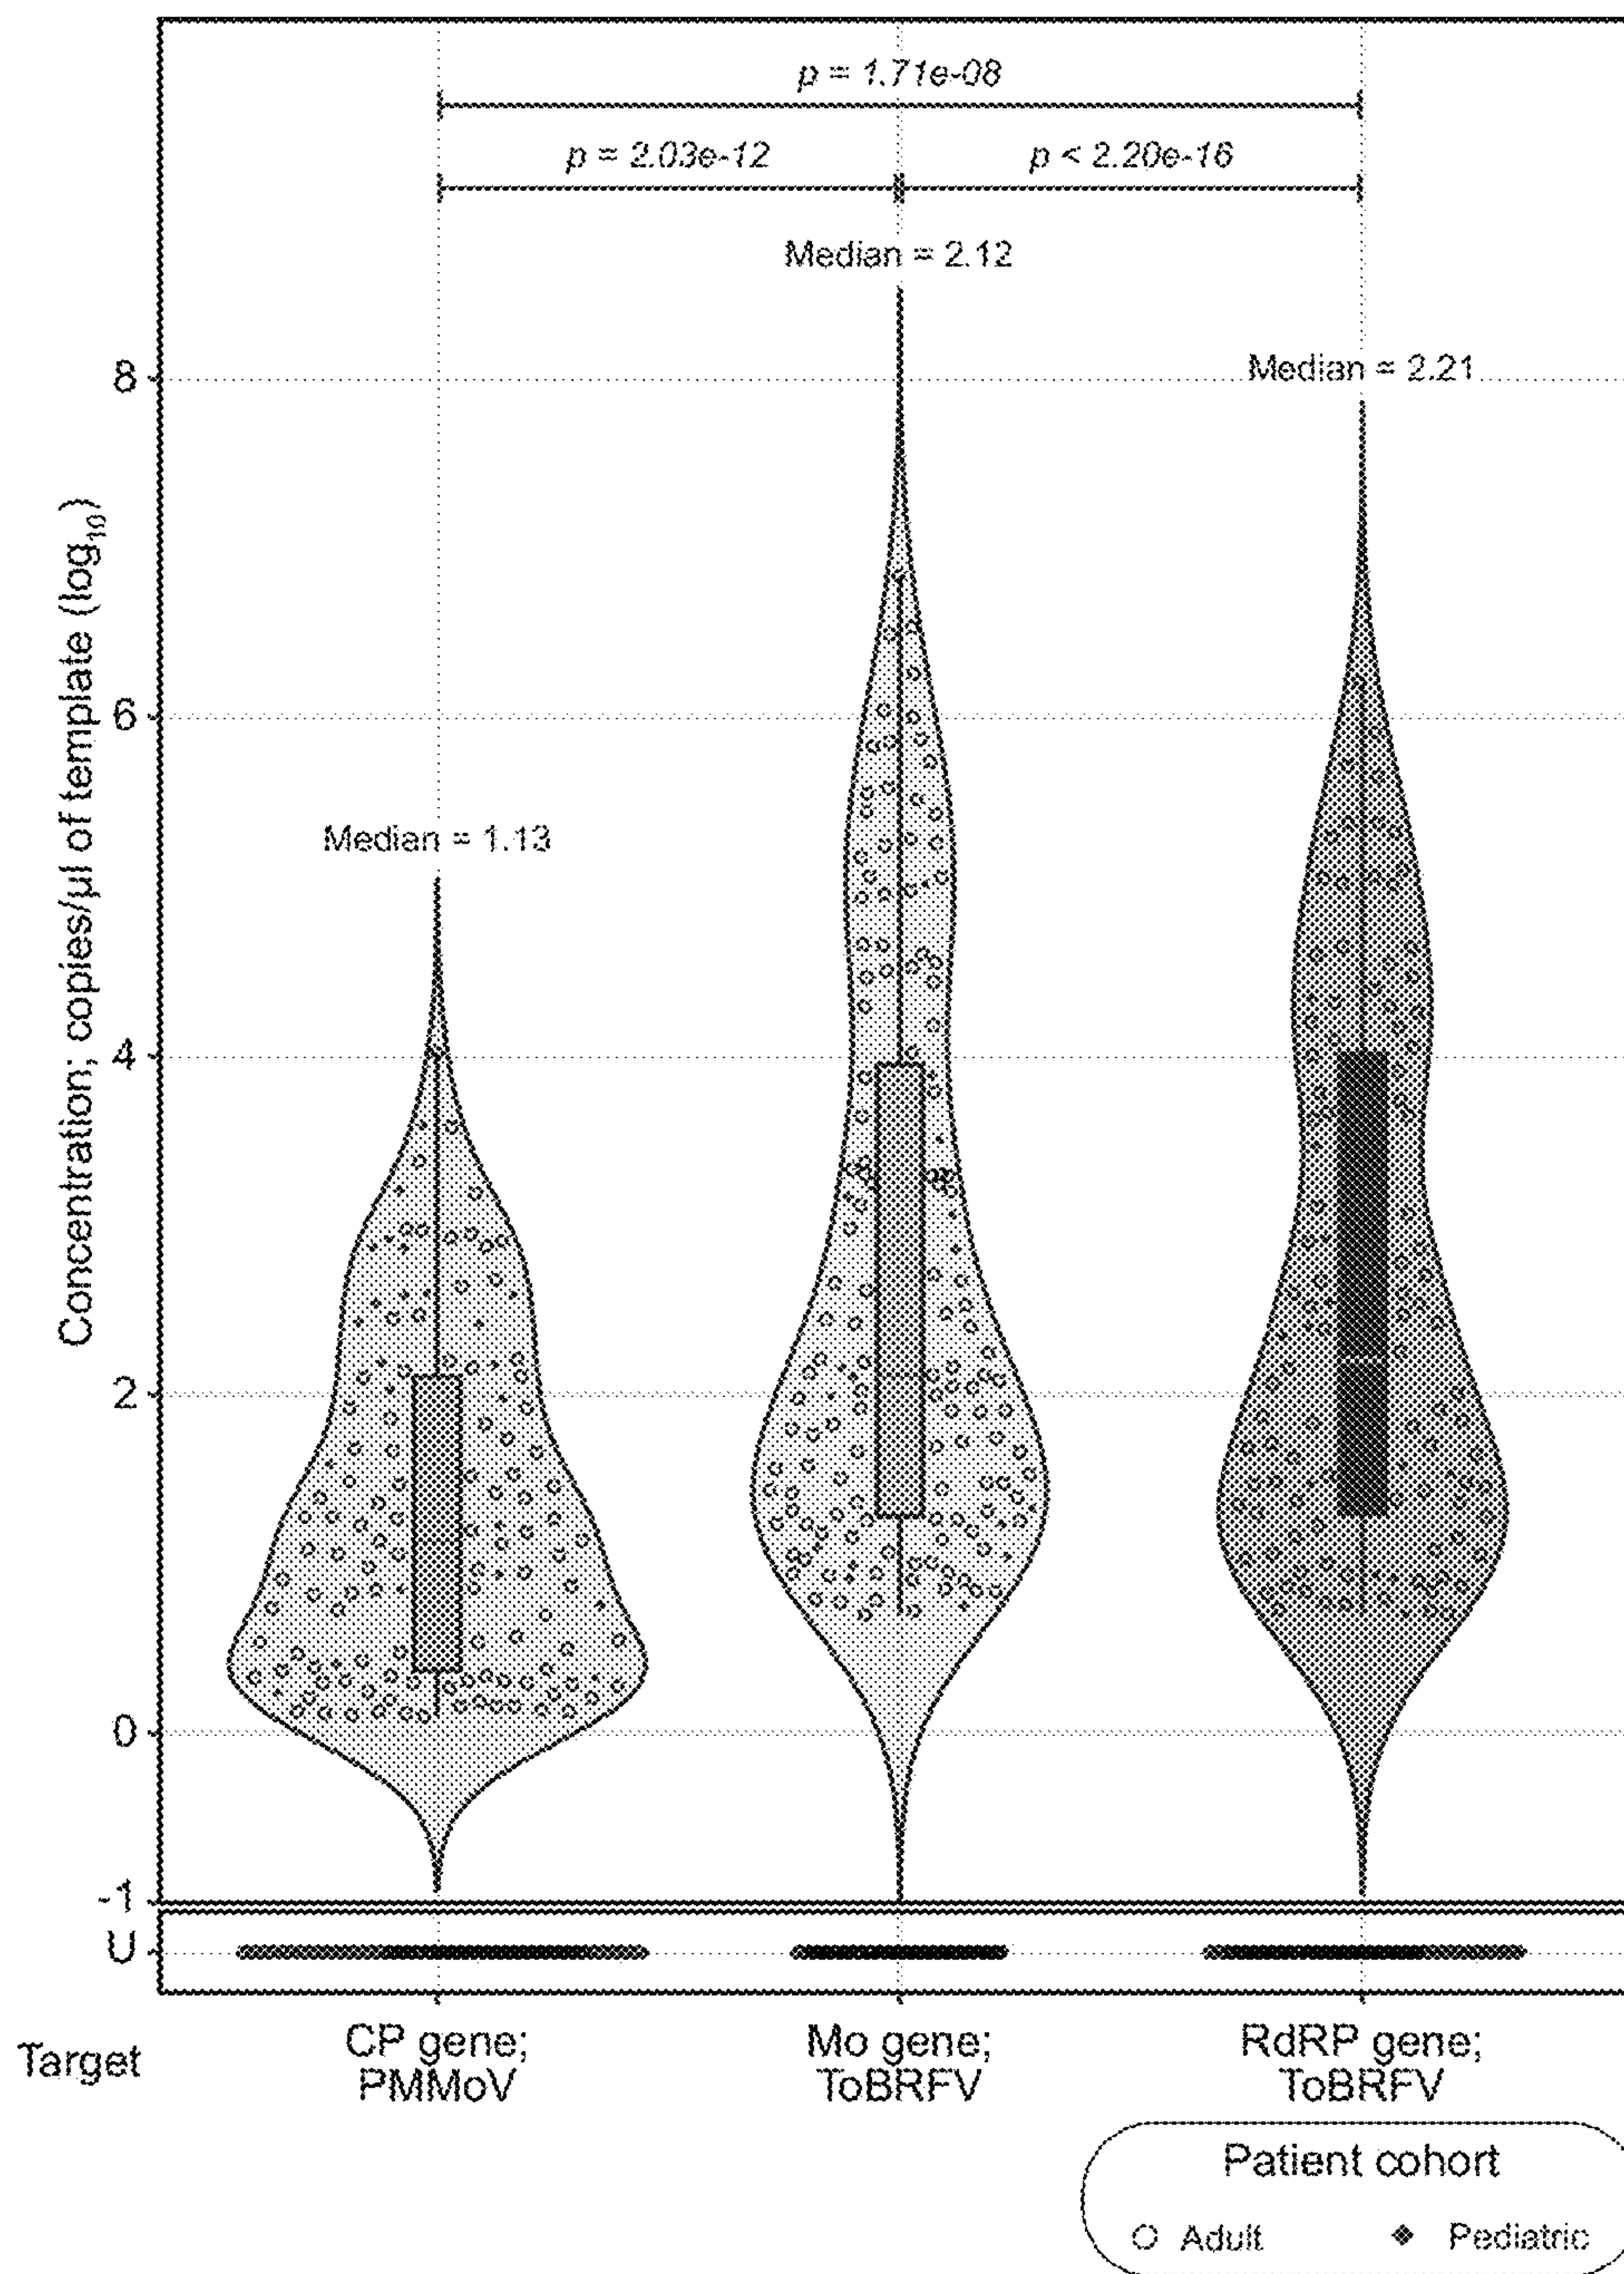 p = 1.71e-08
p = 2.03e-12
p < 2.20e-16
Median = 2.12
Median = 2.21
Median = 1.13
Concentration; copies/µl of template (log₁₀)
8
6
4
2
0
-1
U
Target
CP gene;
PMMoV
Mo gene;
ToBRFV
RdRP gene;
ToBRFV
Patient cohort
Adult
Pediatric